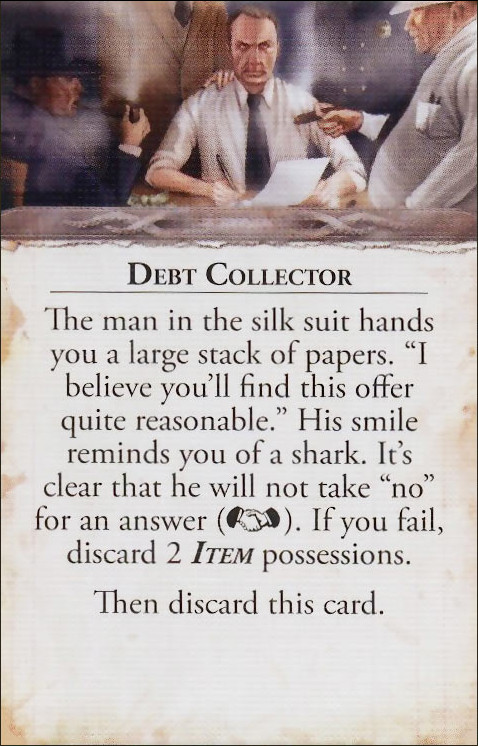 DEBT COLLECTOR
The man in the silk suit hands
you a large stack of papers. “I
believe you’ll find this offer
quite reasonable.” His smile
reminds you of a shark. It’s
clear that he will not take “no”
for an answer (). If you fail,
discard 2 ITEM possessions.
Then discard this card.